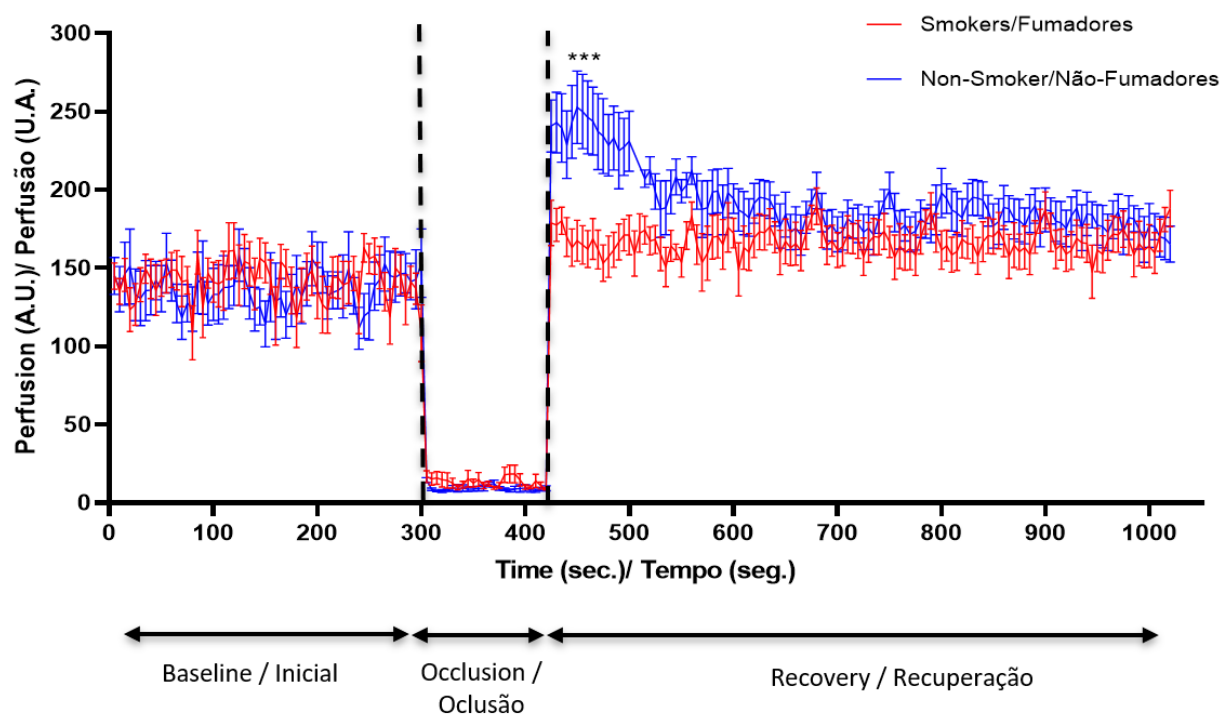 Smokers/Fumadores
Non-Smoker/Não-Fumadores
***
Perfusion (A.U.)/ Perfusão (U.A.)
300
250
200
150
100
50
0
0 100 200 300 400 500 600 700 800 900 1000
Time (sec.)/ Tempo (seg.)
Baseline / Inicial
Occlusion /
Oclusão
Recovery / Recuperação